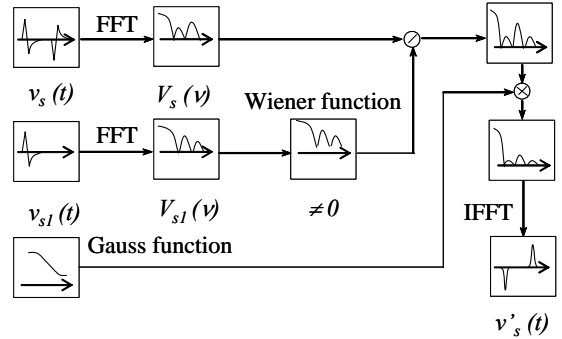 FFT
v_s (t)
V_s (ν)
Wiener function
FFT
v_s1 (t)
V_s1 (ν)
≠0
Gauss function
IFFT
v'_s (t)